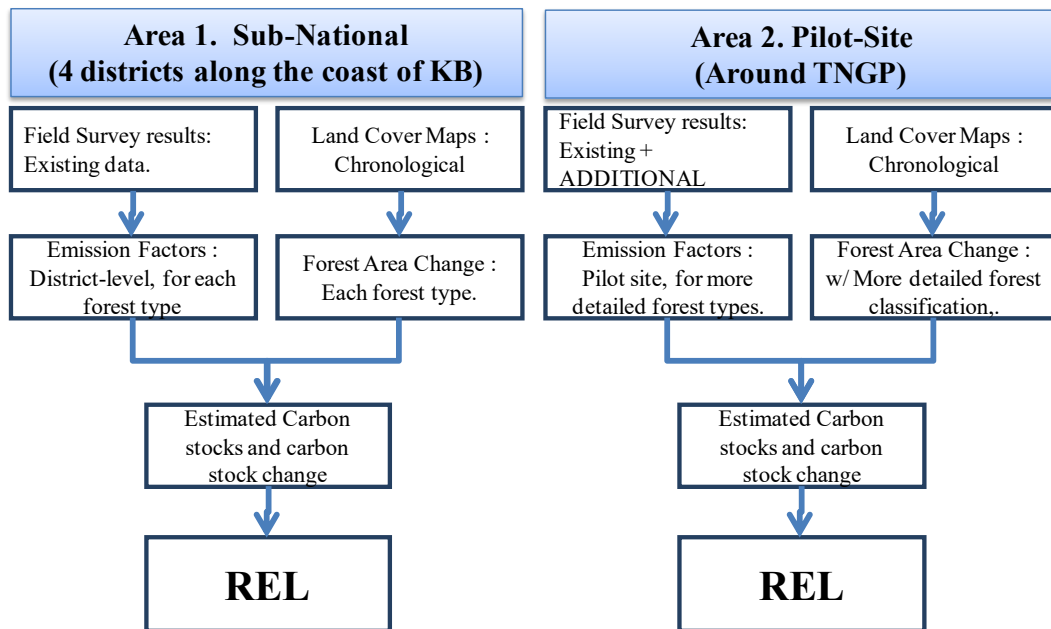 Area 1.  Sub-National
(4 districts along the coast of KB)
Field Survey results:
Existing data.
Land Cover Maps :
Chronological
Emission Factors :
District-level, for each
forest type
Forest Area Change :
Each forest type.
Estimated Carbon
stocks and carbon
stock change
REL
Area 2. Pilot-Site
(Around TNGP)
Field Survey results:
Existing +
ADDITIONAL
Land Cover Maps :
Chronological
Emission Factors :
Pilot site, for more
detailed forest types.
Forest Area Change :
w/ More detailed forest
classification,.
Estimated Carbon
stocks and carbon
stock change
REL